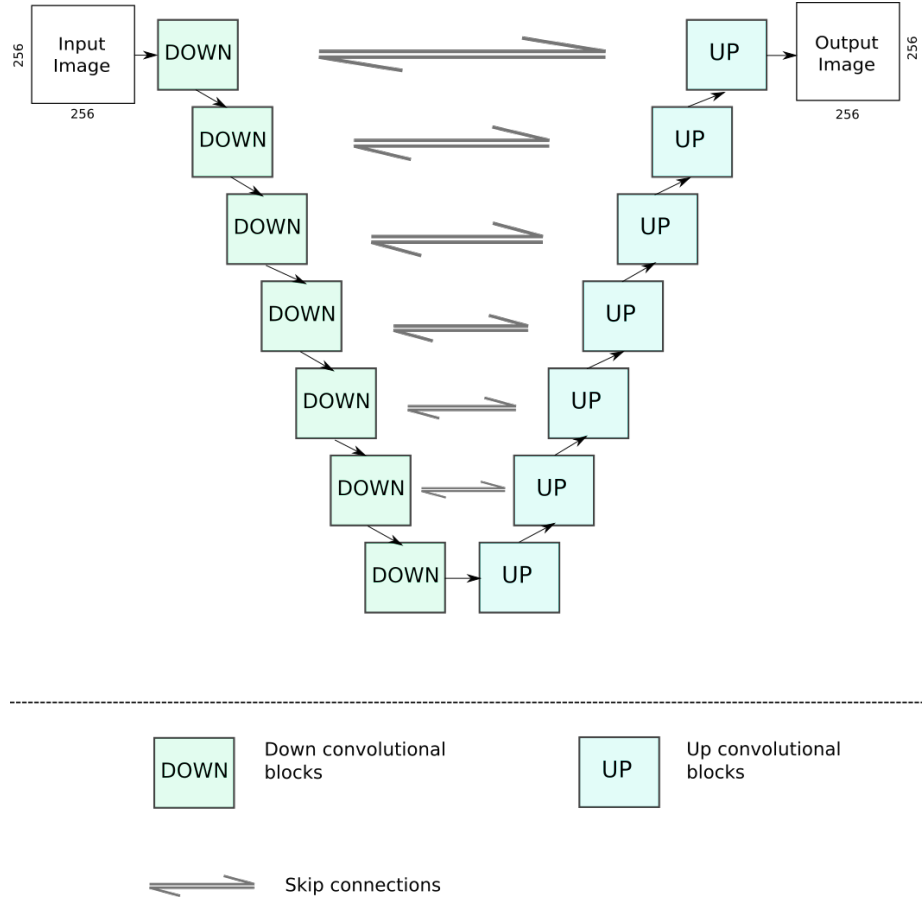 256
Input
Image
256
DOWN
UP
Output
Image
256
256
DOWN
UP
DOWN
UP
DOWN
UP
DOWN
UP
DOWN
UP
DOWN
UP
DOWN
Down convolutional
blocks
UP
Up convolutional
blocks
Skip connections